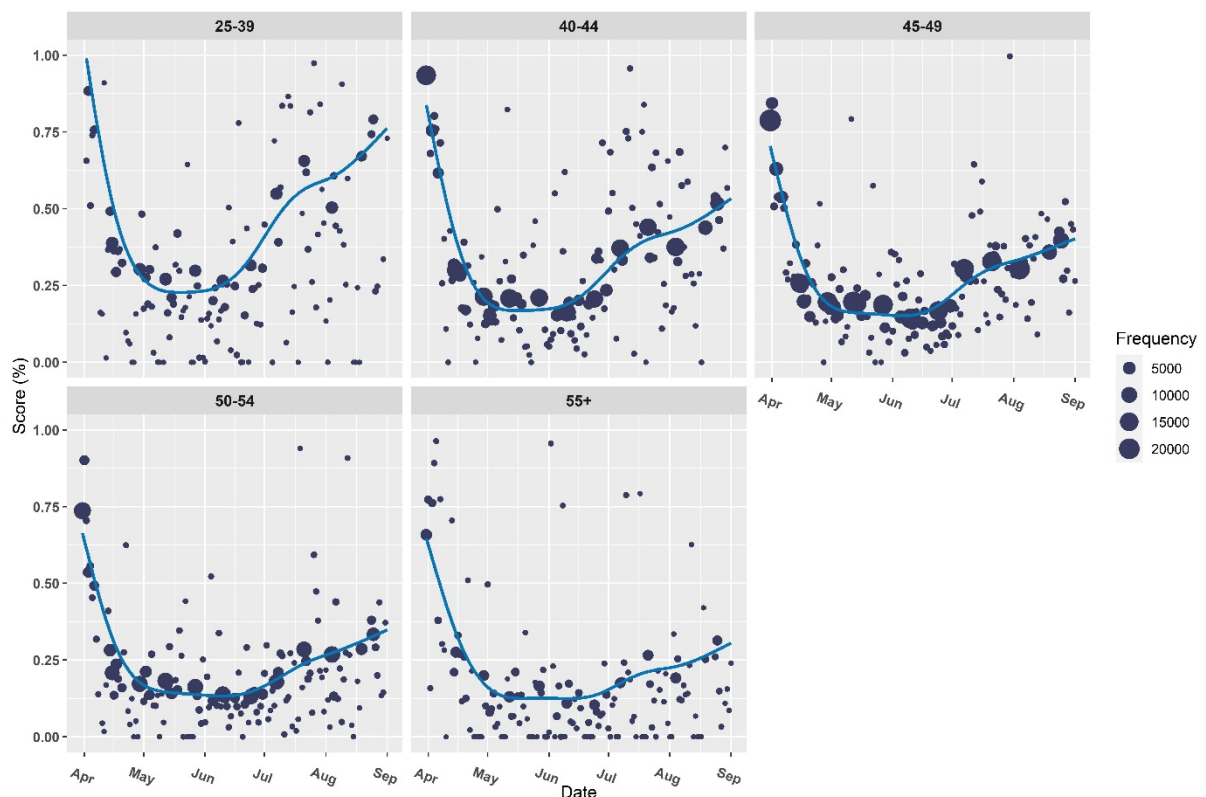 25-39 40-44 45-49
1.00
0.75
0.50
0.25
0.00
Apr May Jun Jul Aug Sep
Score (%)
Frequency
5000
10000
15000
20000
50-54 55+
1.00
0.75
0.50
0.25
0.00
Apr May Jun Jul Aug Sep Apr May Jun Jul Aug Sep
Date